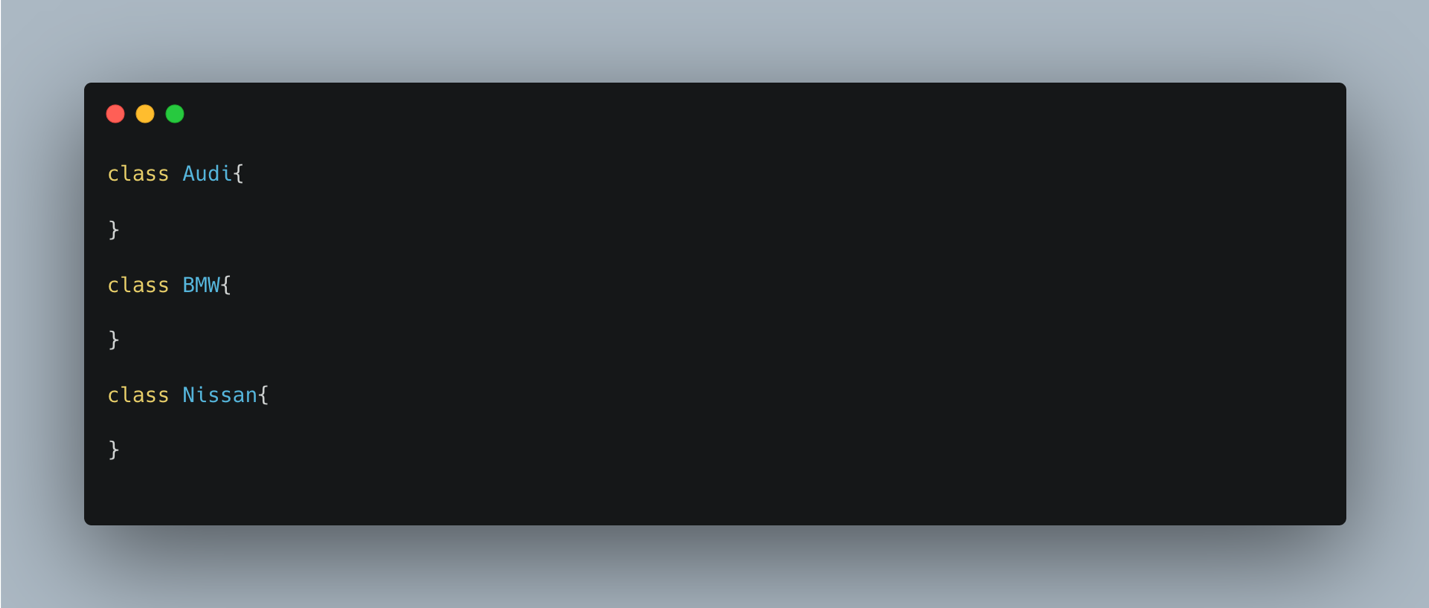 class Audi{
}
class BMW{
}
class Nissan{
}